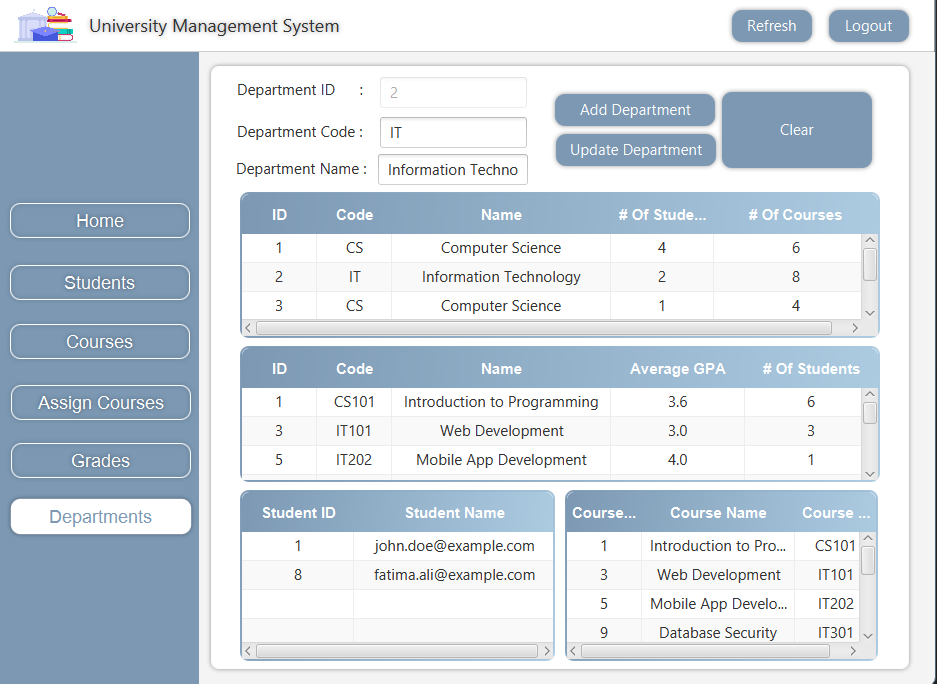 University Management System
Refresh
Logout
Home
Students
Courses
Assign Courses
Grades
Departments
Department ID :
2
Department Code :
IT
Department Name :
Information Techno
Add Department
Update Department
Clear
ID Code Name # Of Stude... # Of Courses
1 CS Computer Science 4 6
2 IT Information Technology 2 8
3 CS Computer Science 1 4
ID Code Name Average GPA # Of Students
1 CS101 Introduction to Programming 3.6 6
3 IT101 Web Development 3.0 3
5 IT202 Mobile App Development 4.0 1
Student ID Student Name
1 john.doe@example.com
8 fatima.ali@example.com
Course... Course Name Course ...
1 Introduction to Pro... CS101
3 Web Development IT101
5 Mobile App Develo... IT202
9 Database Security IT301